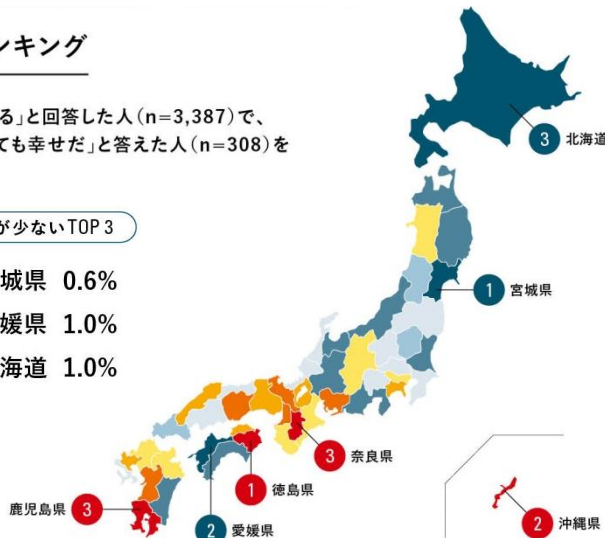 ンキング
る」と回答した人（n=3,387）で、
ても幸せだ」と答えた人（n=308）を
が少ないTOP 3
城県 0.6%
媛県 1.0%
海道 1.0%
3 北海道
1 宮城県
3 奈良県
1 徳島県
鹿児島県 3
2 愛媛県
2 沖縄県